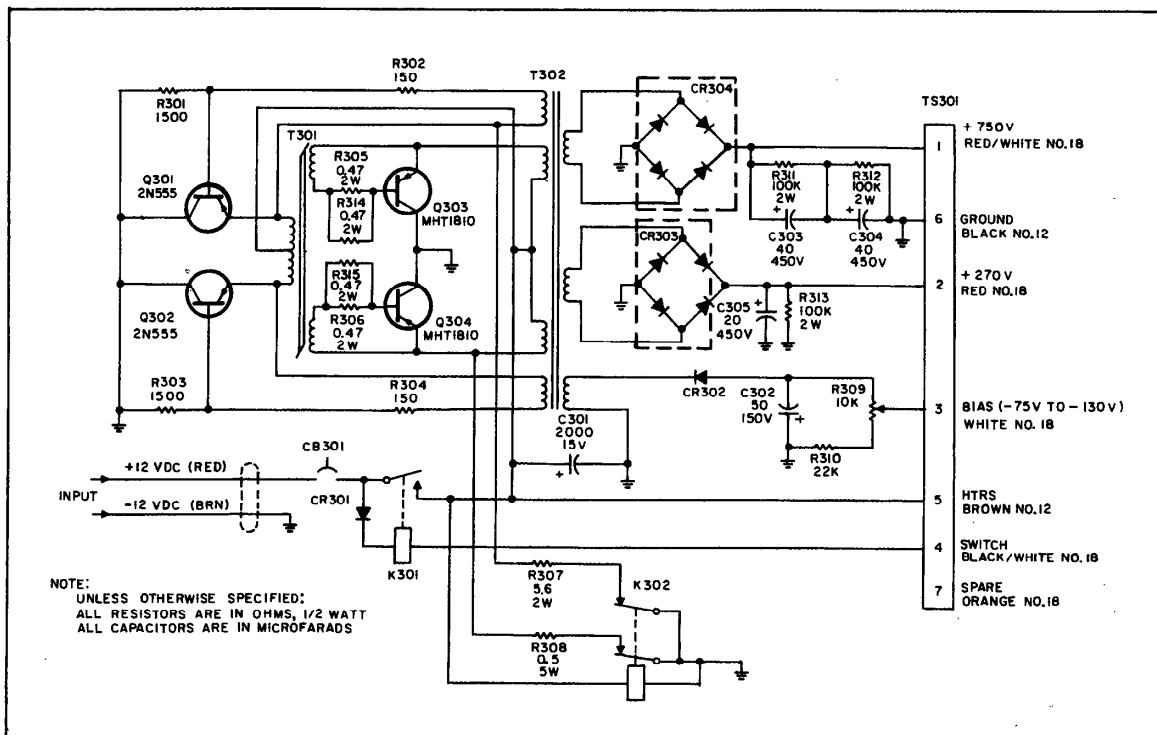 R301
1500
R302
150
T302
T301
Q301
2N555
R305
0.47
2W
R314
0.47
2W
Q303
MHT1810
R315
0.47
2W
R306
0.47
2W
Q304
MHT1810
Q302
2N555
R303
1500
R304
150
CR304
CR303
R311
100K
2W
R312
100K
2W
+
C303
40
450V
+
C304
40
450V
+
C305
20
450V
R313
100K
2W
CR302
C302
50
150V
+
R309
10K
R310
22K
C301
2000
15V
+
TS301
1
+ 750V
RED/WHITE NO.18
6
GROUND
BLACK NO.12
2
+ 270V
RED NO.18
3
BIAS (-75V TO -130V)
WHITE NO. 18
5
HTRS
BROWN NO.12
4
SWITCH
BLACK/WHITE NO.18
7
SPARE
ORANGE NO.18
INPUT
+12 VDC (RED)
-12 VDC (BRN)
CB301
CR301
K301
R307
5.6
2W
R308
0.5
5W
K302
NOTE:
UNLESS OTHERWISE SPECIFIED:
ALL RESISTORS ARE IN OHMS, 1/2 WATT
ALL CAPACITORS ARE IN MICROFARADS